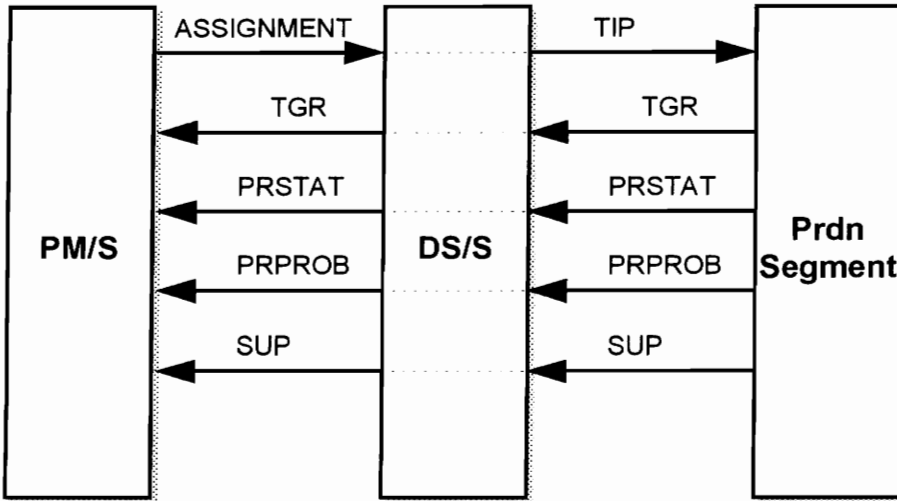 ASSIGNMENT
TIP
TGR
TGR
PRSTAT
PRSTAT
PM/S
DS/S
Prdn
Segment
PRPROB
PRPROB
SUP
SUP